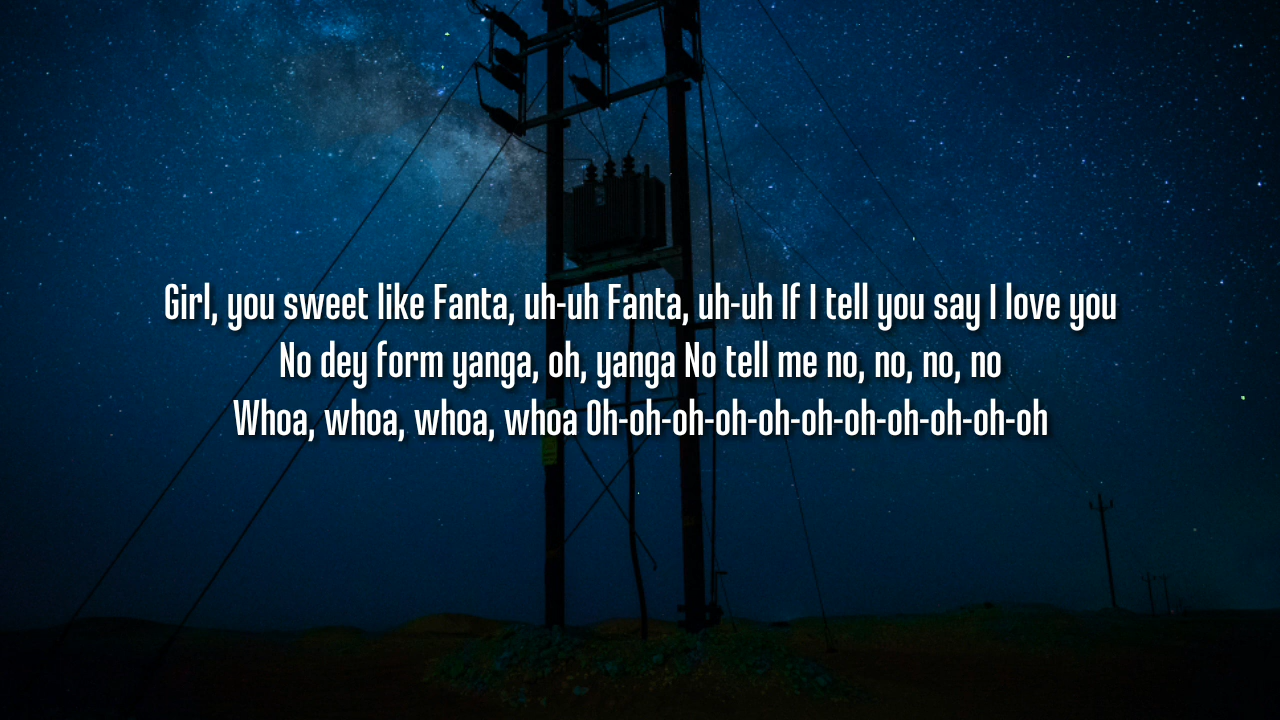 Girl, you sweet like Fanta, uh-uh Fanta, uh-uh If I tell you say I love you
No dey form yanga, oh, yanga No tell me no, no, no, no
Whoa, whoa, whoa, whoa Oh-oh-oh-oh-oh-oh-oh-oh-oh-oh-oh